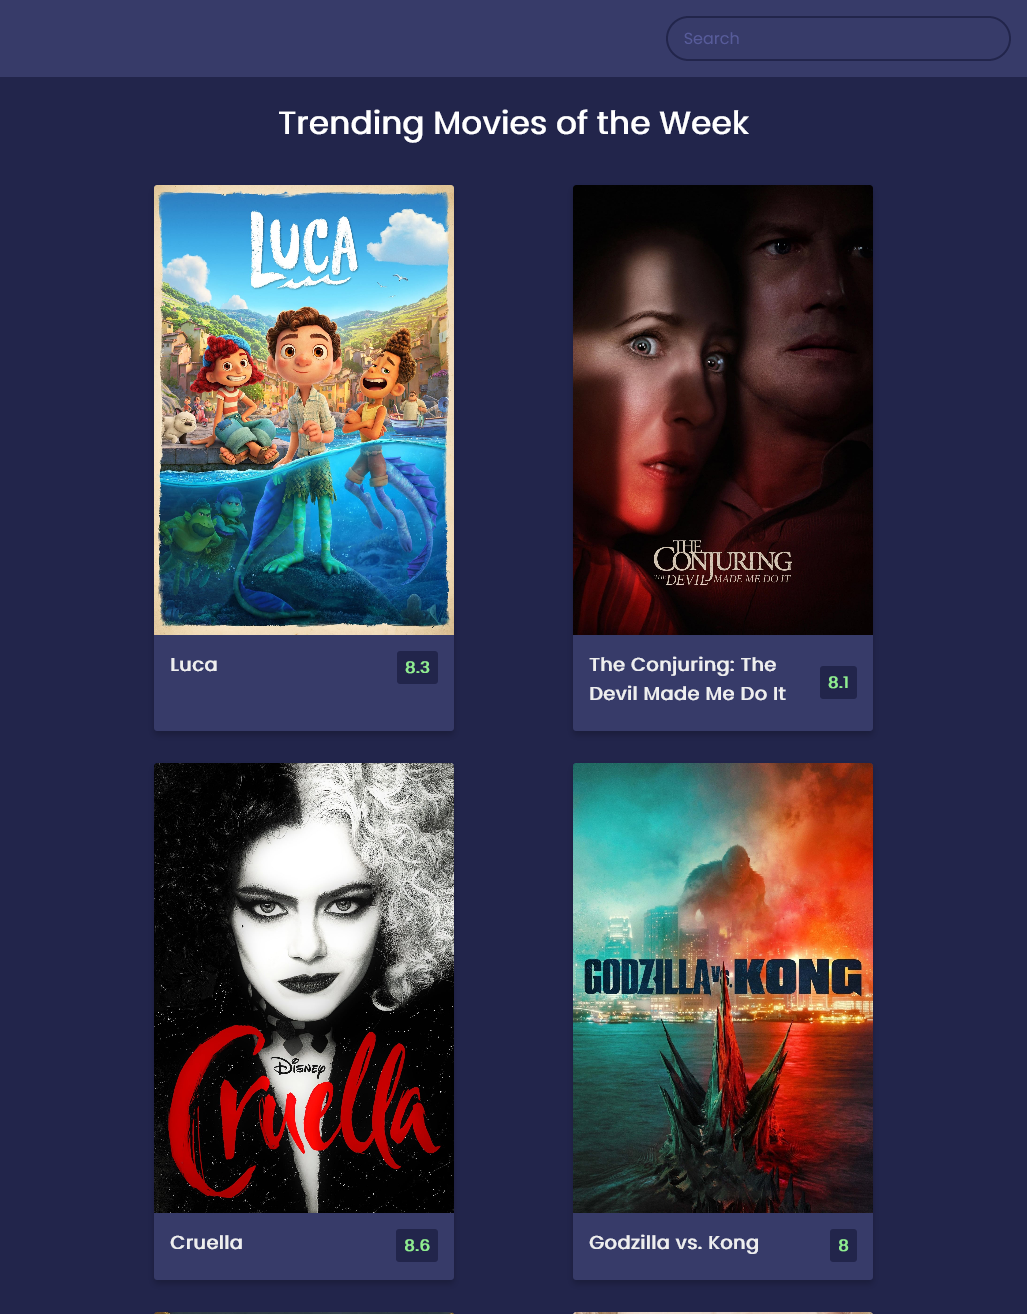 Search
Trending Movies of the Week
LUCA
THE
CONJURING
THE DEVIL MADE ME DO IT
Luca
8.3
The Conjuring: The
Devil Made Me Do It
8.1
DISNEY
Cruella
GODZILLA VS. KONG
Cruella
8.6
Godzilla vs. Kong
8